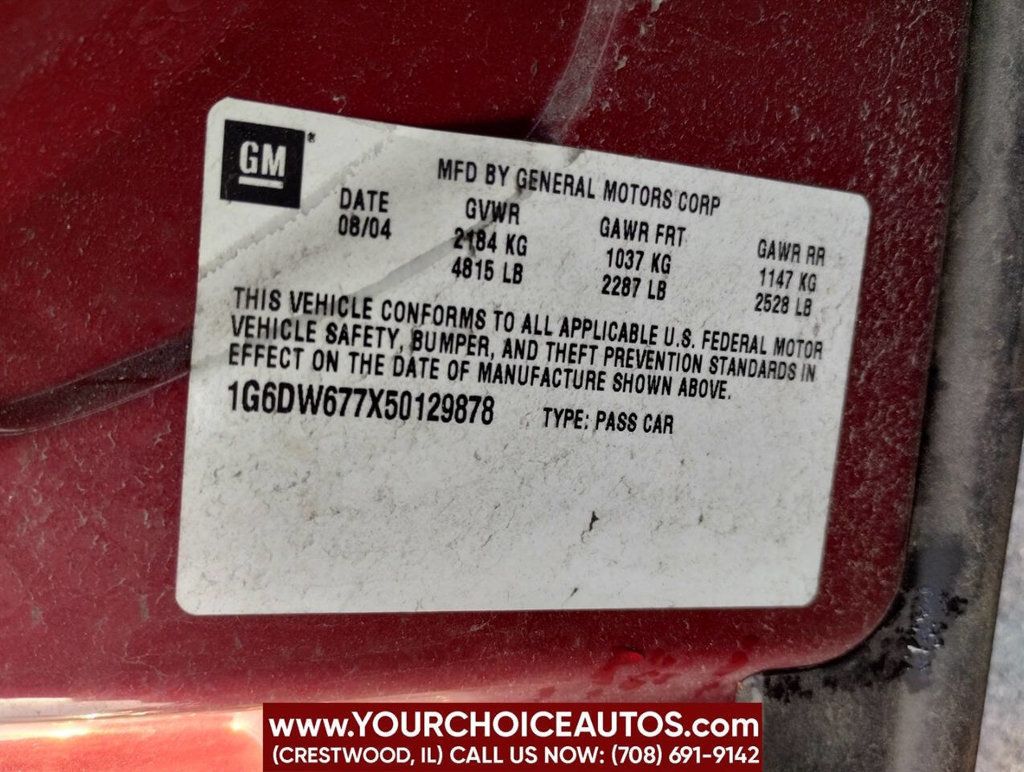 GM®
MFD BY GENERAL MOTORS CORP
DATE GVWR GAWR FRT GAWR RR
08/04 2184 KG 1037 KG 1147 KG
4815 LB 2287 LB 2528 LB
THIS VEHICLE CONFORMS TO ALL APPLICABLE U.S. FEDERAL MOTOR
VEHICLE SAFETY, BUMPER, AND THEFT PREVENTION STANDARDS IN
EFFECT ON THE DATE OF MANUFACTURE SHOWN ABOVE.
1G6DW677X50129878 TYPE: PASS CAR
www.YOURCHOICEAUTOS.com
(CRESTWOOD, IL) CALL US NOW: (708) 691-9142